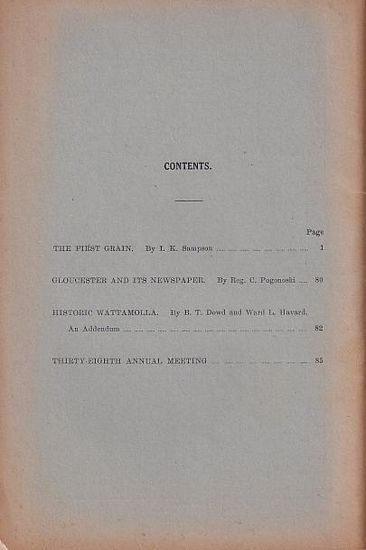 CONTENTS.
Page
THE FIRST GRAIN. By I. K. Sampson .... .... .... .... .... .... .... .... 1
GLOUCESTER AND ITS NEWSPAPER. By Reg. C. Pogonoski .... 80
HISTORIC WATTAMOLLA. By B. T. Dowd and Ward L. Havard.
An Addendum .... .... .... .... .... .... .... .... .... .... .... .... .... .... .... 82
THIRTY-EIGHTH ANNUAL MEETING .... .... .... .... .... .... .... .... 85